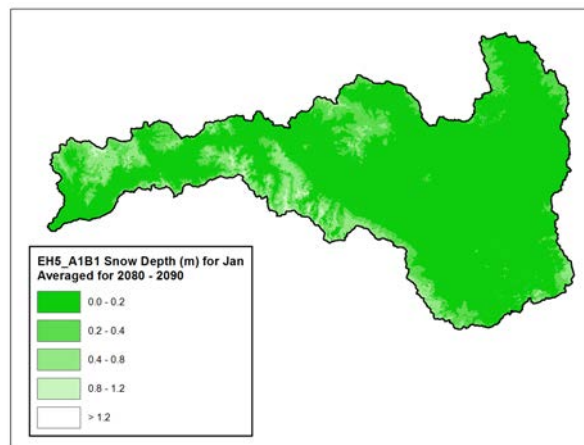 EH5_A1B1 Snow Depth (m) for Jan
Averaged for 2080 - 2090
0.0 - 0.2
0.2 - 0.4
0.4 - 0.8
0.8 - 1.2
> 1.2